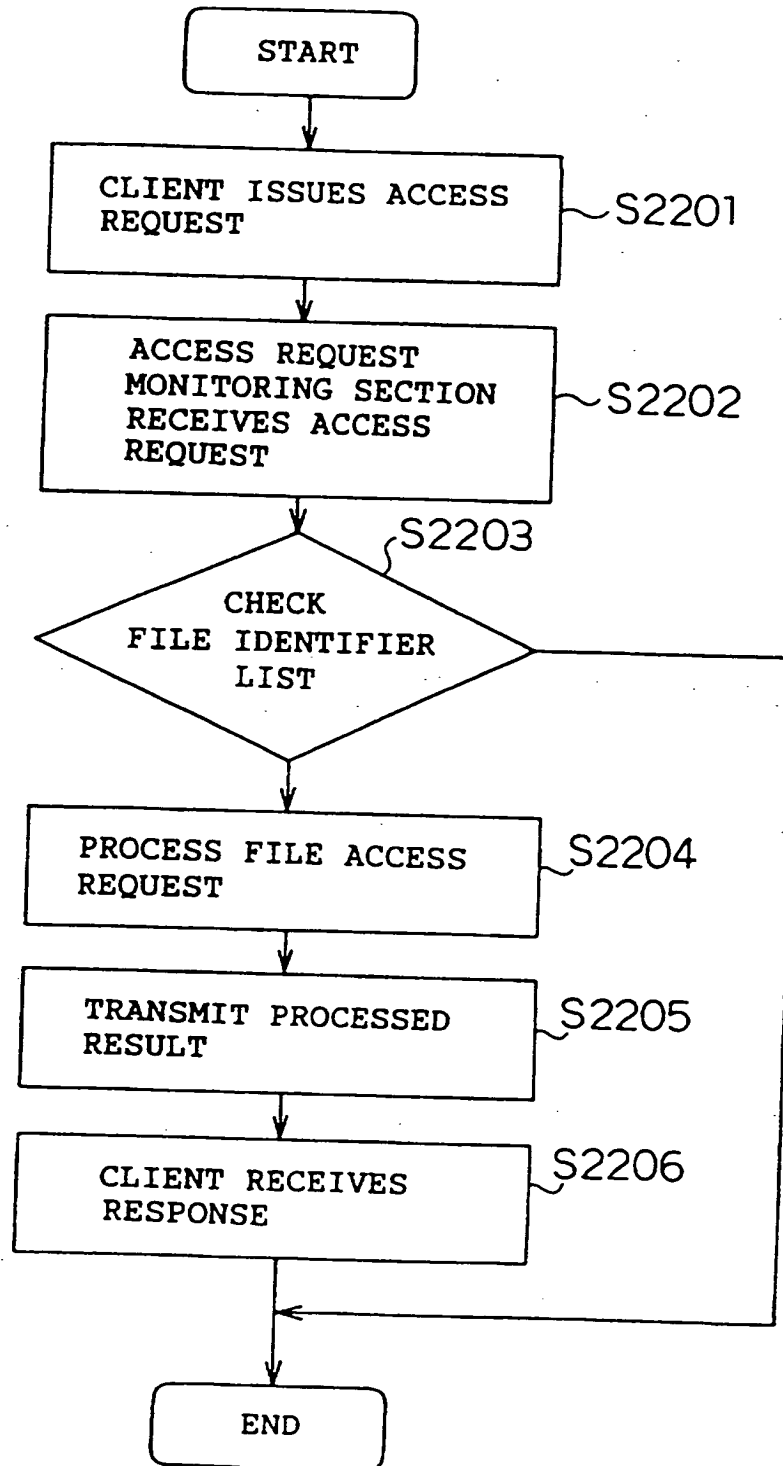 START
CLIENT ISSUES ACCESS
REQUEST
S2201
ACCESS REQUEST
MONITORING SECTION
RECEIVES ACCESS
REQUEST
S2202
S2203
CHECK
FILE IDENTIFIER
LIST
PROCESS FILE ACCESS
REQUEST
S2204
TRANSMIT PROCESSED
RESULT
S2205
CLIENT RECEIVES
RESPONSE
S2206
END